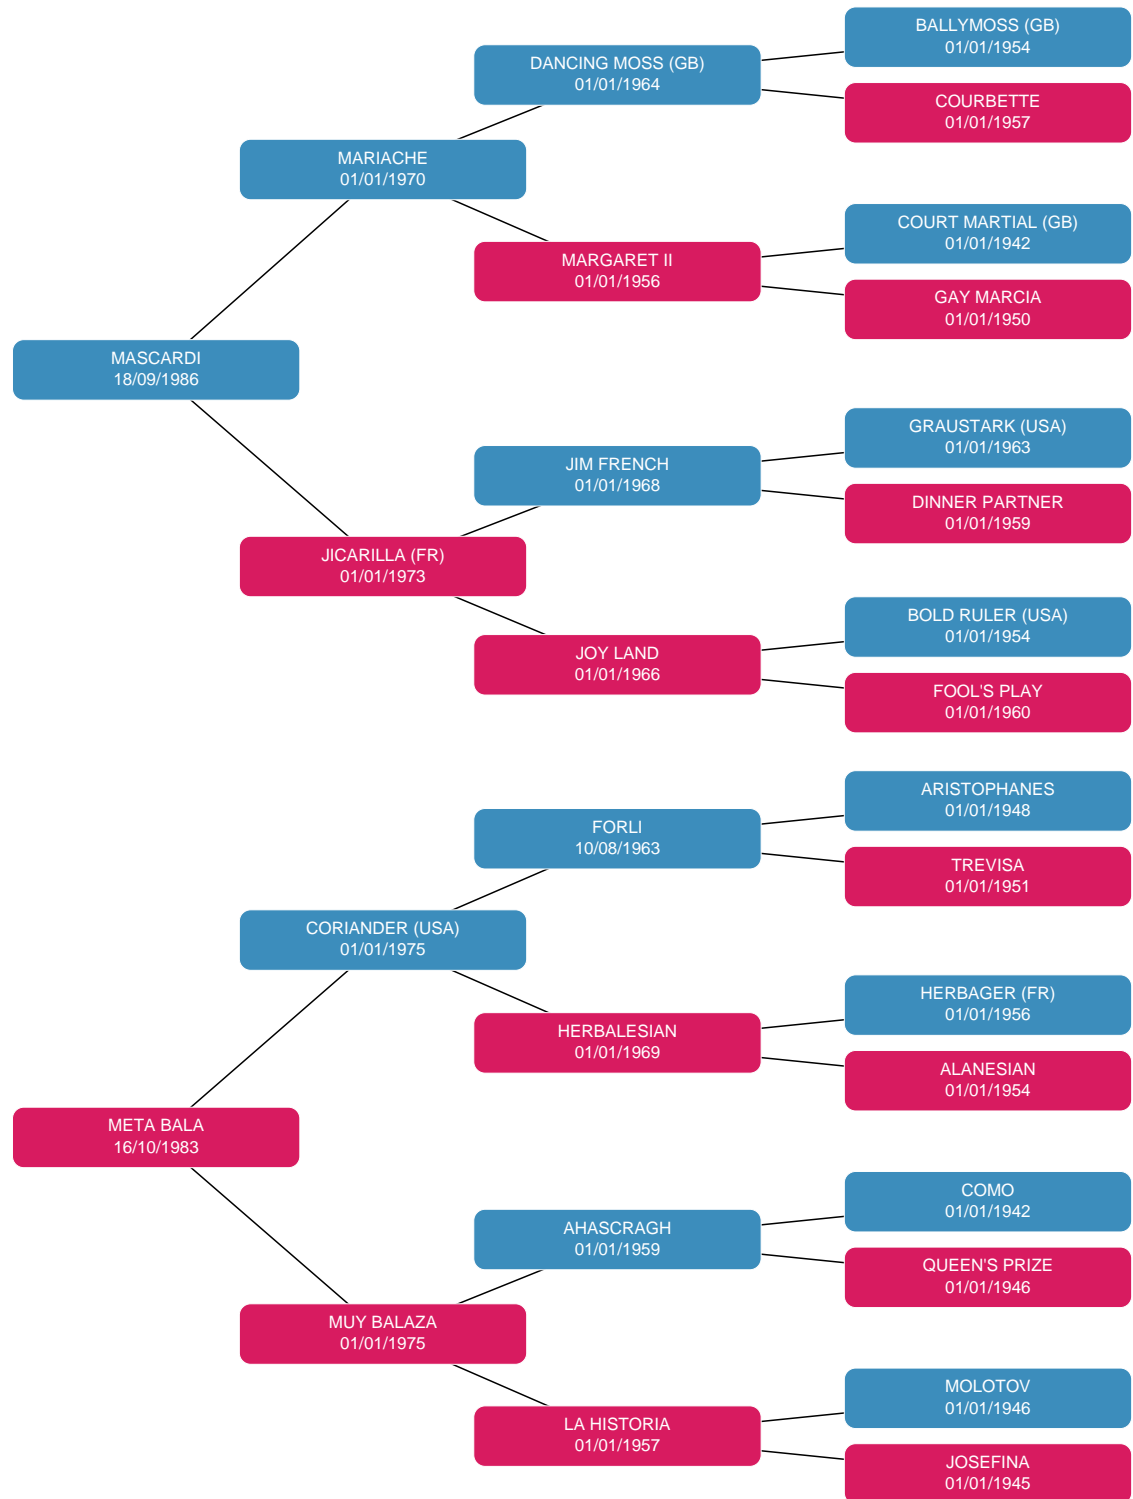 BALLYMOSS (GB)
01/01/1954
DANCING MOSS (GB)
01/01/1964
COURBETTE
01/01/1957
MARIACHE
01/01/1970
COURT MARTIAL (GB)
01/01/1942
MARGARET II
01/01/1956
GAY MARCIA
01/01/1950
MASCARDI
18/09/1986
GRAUSTARK (USA)
01/01/1963
JIM FRENCH
01/01/1968
DINNER PARTNER
01/01/1959
JICARILLA (FR)
01/01/1973
BOLD RULER (USA)
01/01/1954
JOY LAND
01/01/1966
FOOL'S PLAY
01/01/1960
ARISTOPHANES
01/01/1948
FORLI
10/08/1963
TREVISA
01/01/1951
CORIANDER (USA)
01/01/1975
HERBAGER (FR)
01/01/1956
HERBALESIAN
01/01/1969
ALANESIAN
01/01/1954
META BALA
16/10/1983
COMO
01/01/1942
AHASCRAGH
01/01/1959
QUEEN'S PRIZE
01/01/1946
MUY BALAZA
01/01/1975
MOLOTOV
01/01/1946
LA HISTORIA
01/01/1957
JOSEFINA
01/01/1945